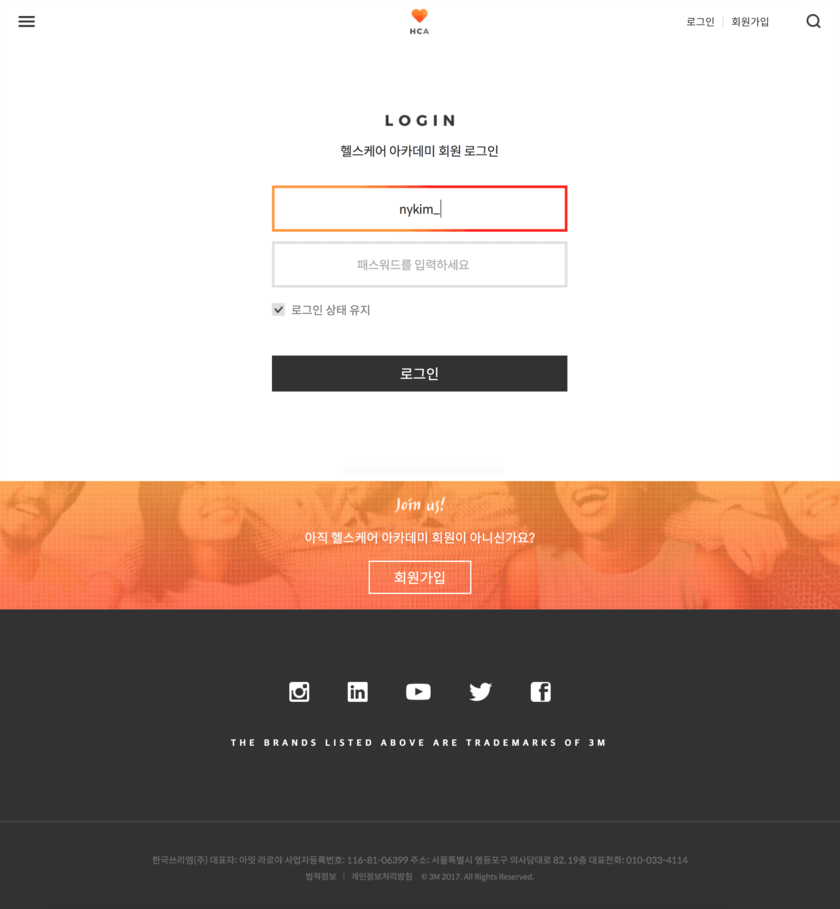 HCA
로그인 | 회원가입
LOGIN
헬스케어 아카데미 회원 로그인
nykim_
패스워드를 입력하세요
로그인 상태 유지
로그인
Join us!
아직 헬스케어 아카데미 회원이 아니신가요?
회원가입
THE BRANDS LISTED ABOVE ARE TRADEMARKS OF 3M
한국쓰리엠(주) 대표자: 아밋 라로야 사업자등록번호: 116-81-06399 주소: 서울특별시 영등포구 의사당대로 82, 19층 대표전화: 010-033-4114
법적정보 | 개인정보처리방침 © 3M 2017. All Rights Reserved.